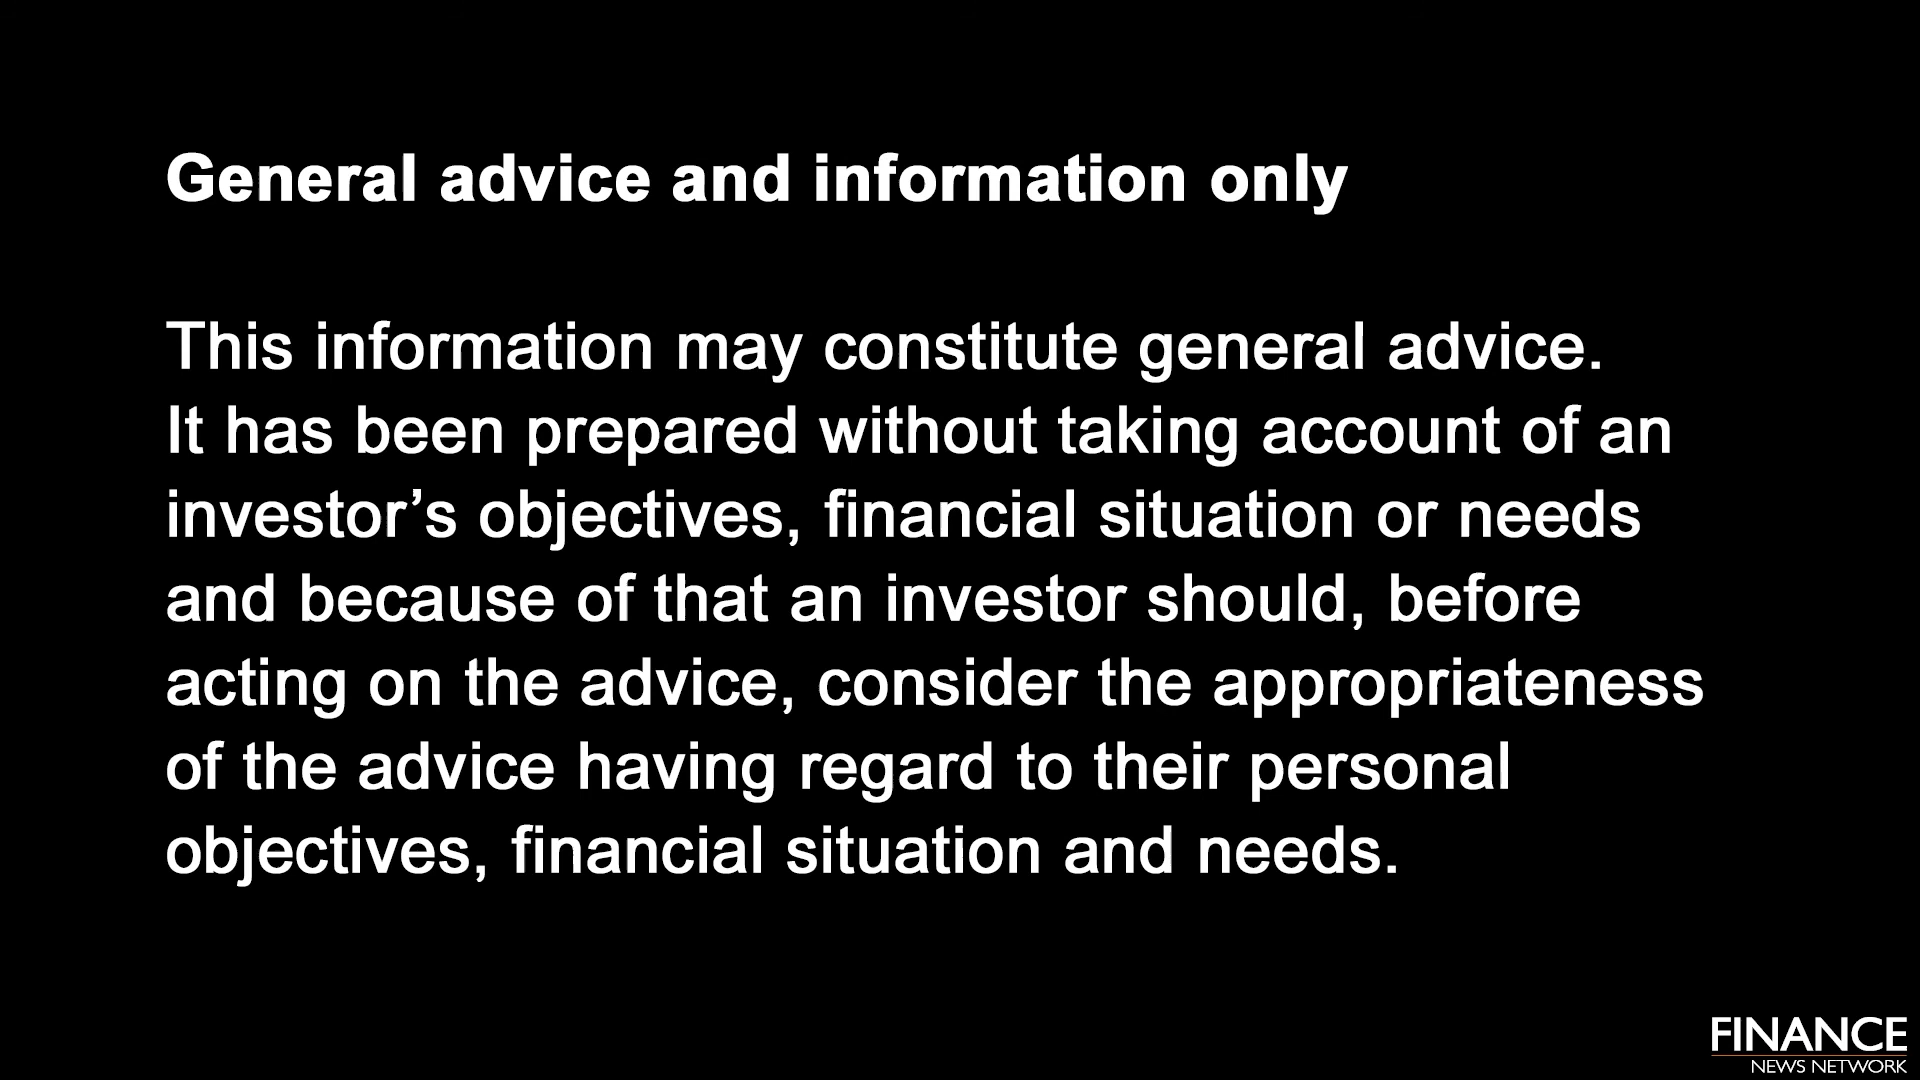 General advice and information only
This information may constitute general advice.
It has been prepared without taking account of an
investor’s objectives, financial situation or needs
and because of that an investor should, before
acting on the advice, consider the appropriateness
of the advice having regard to their personal
objectives, financial situation and needs.
FINANCE
NEWS NETWORK